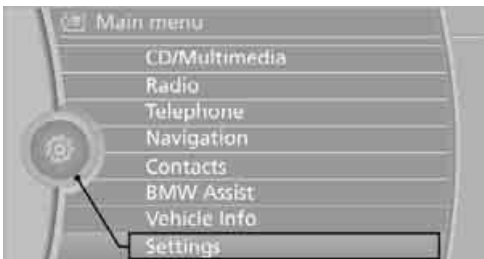 Main menu
CD/Multimedia
Radio
Telephone
Navigation
Contacts
BMW Assist
Vehicle Info
Settings